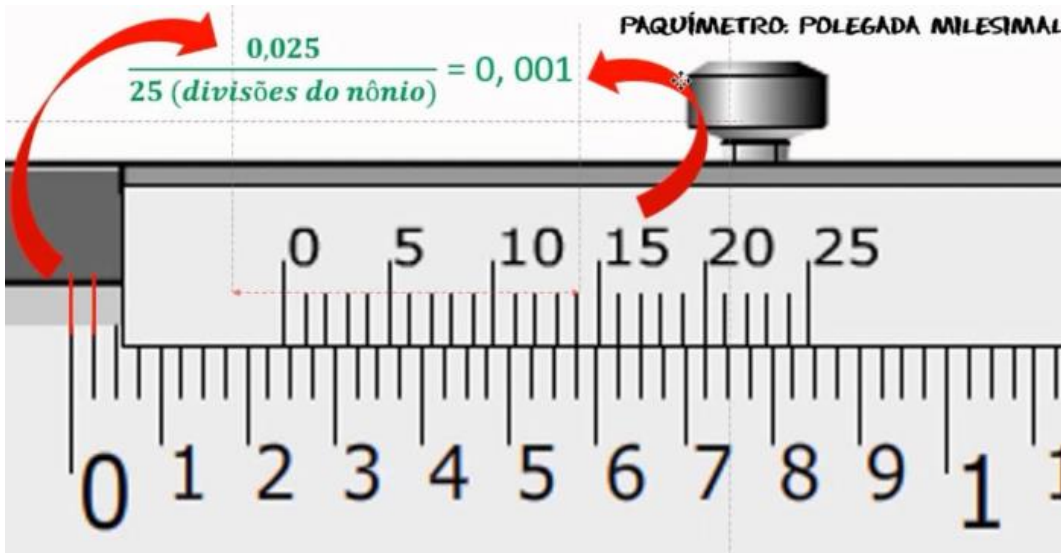 PAQUÍMETRO: POLEGADA MILESIMAL
0,025
25 (divisões do nônio) = 0, 001
0 5 10 15 20 25
0 1 2 3 4 5 6 7 8 9 1 1